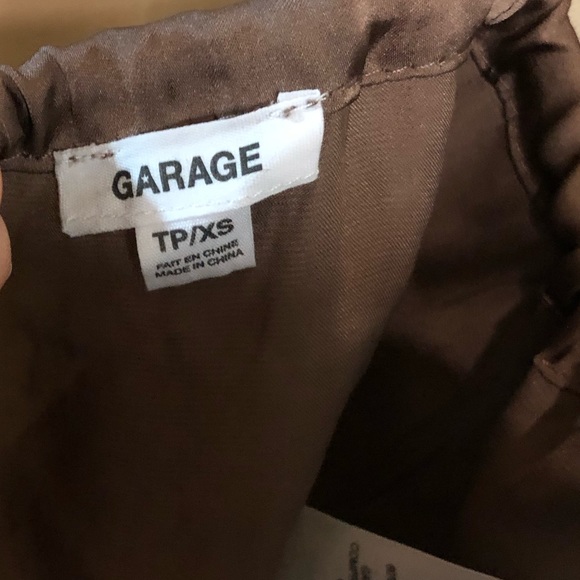 GARAGE
TP/XS
FAIT EN CHINE
MADE IN CHINA